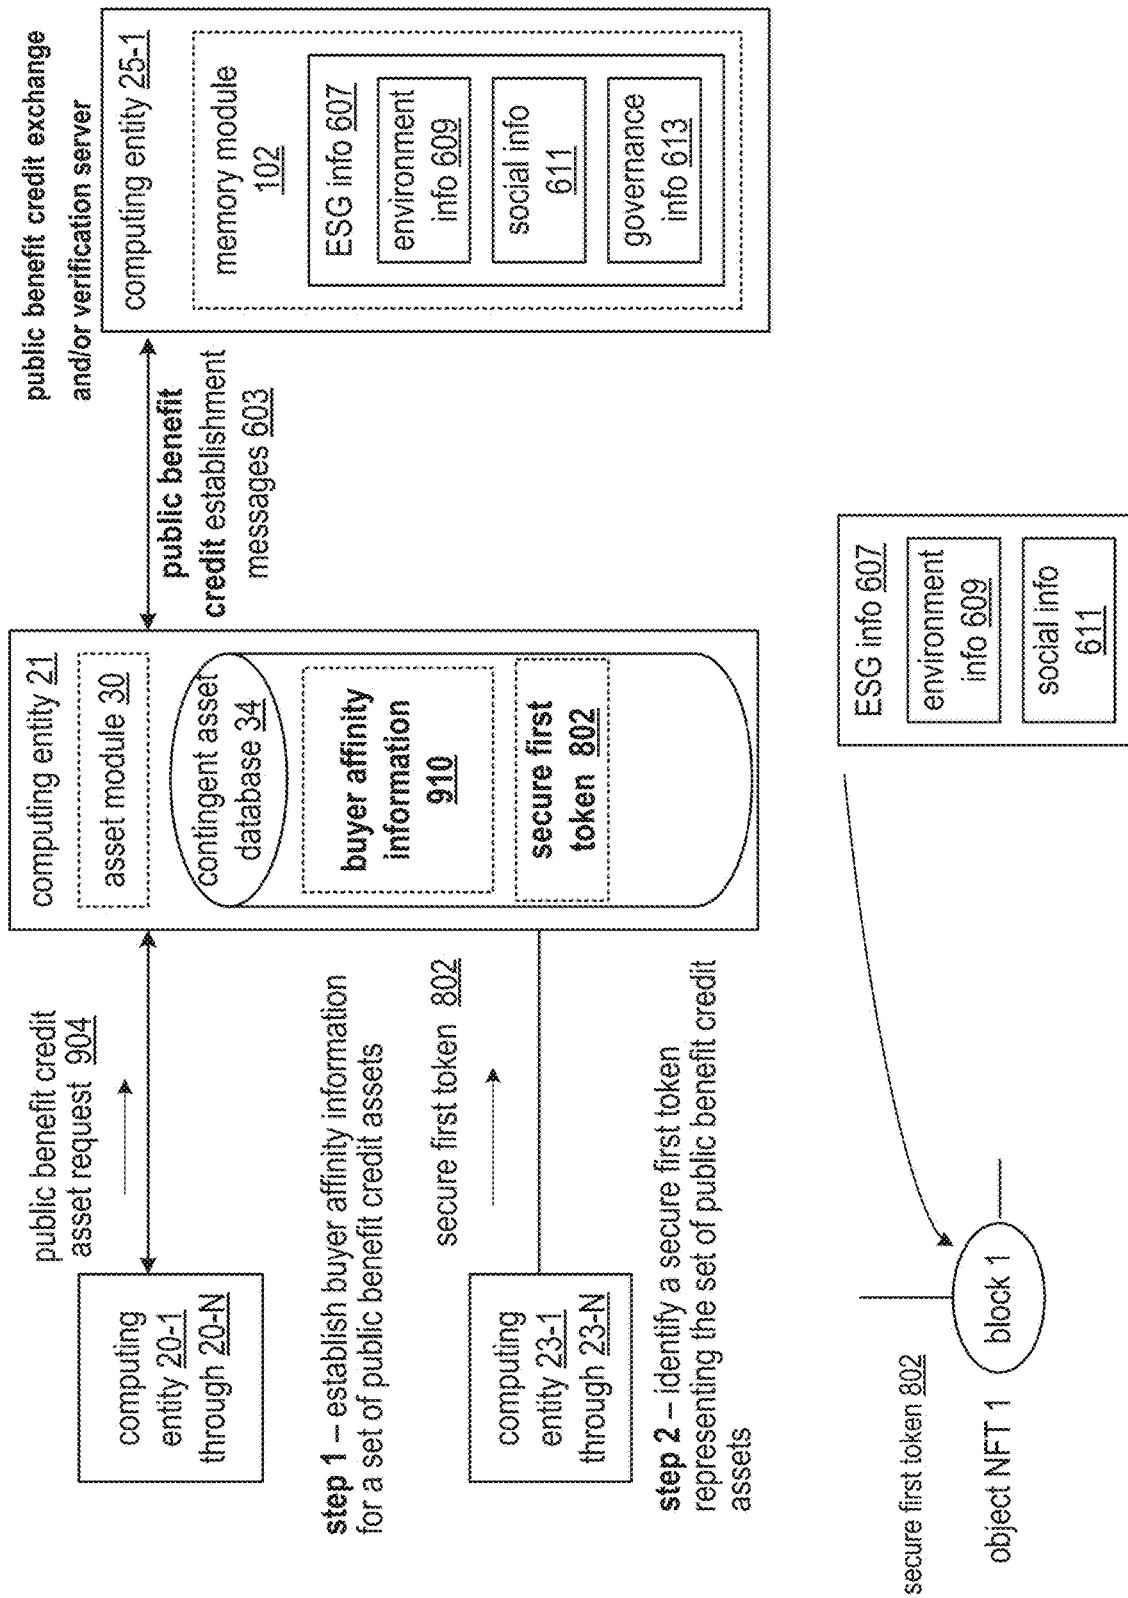 public benefit credit exchange
and/or verification server
computing entity 25-1
memory module
102
ESG info 607
environment
info 609
social info
611
governance
info 613
public benefit
credit establishment
messages 603
computing entity 21
asset module 30
contingent asset
database 34
buyer affinity
information
910
secure first
token 802
public benefit credit
asset request 904
computing
entity 20-1
through 20-N
step 1 – establish buyer affinity information
for a set of public benefit credit assets
secure first token 802
computing
entity 23-1
through 23-N
step 2 – identify a secure first token
representing the set of public benefit credit
assets
ESG info 607
environment
info 609
social info
611
secure first token 802
object NFT 1
block 1